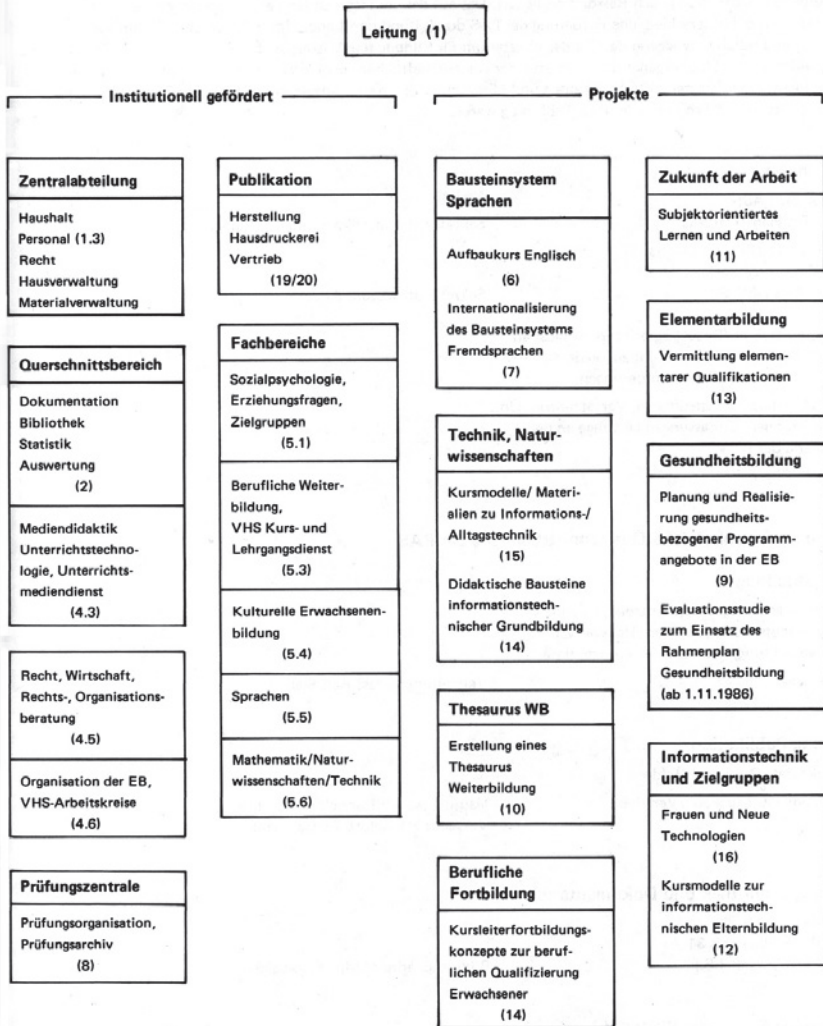 Leitung (1)
Institutionell gefördert
Projekte
Zentralabteilung
Haushalt
Personal (1.3)
Recht
Hausverwaltung
Materialverwaltung
Querschnittsbereich
Dokumentation
Bibliothek
Statistik
Auswertung
(2)
Mediendidaktik
Unterrichtstechno-
logie, Unterrichts-
mediendienst
(4.3)
Recht, Wirtschaft,
Rechts-, Organisations-
beratung
(4.5)
Organisation der EB,
VHS-Arbeitskreise
(4.6)
Prüfungszentrale
Prüfungsorganisation,
Prüfungsarchiv
(8)
Publikation
Herstellung
Hausdruckerei
Vertrieb
(19/20)
Fachbereiche
Sozialpsychologie,
Erziehungsfragen,
Zielgruppen
(5.1)
Berufliche Weiter-
bildung,
VHS Kurs- und
Lehrgangsdienst
(5.3)
Kulturelle Erwachsenen-
bildung
(5.4)
Sprachen
(5.5)
Mathematik/Natur-
wissenschaften/Technik
(5.6)
Bausteinsystem
Sprachen
Aufbaukurs Englisch
(6)
Internationalisierung
des Bausteinsystems
Fremdsprachen
(7)
Technik, Natur-
wissenschaften
Kursmodelle/ Materi-
alien zu Informations-/
Alltagstechnik
(15)
Didaktische Bausteine
informationstech-
nischer Grundbildung
(14)
Thesaurus WB
Erstellung eines
Thesaurus
Weiterbildung
(10)
Berufliche
Fortbildung
Kursleiterfortbildungs-
konzepte zur beruf-
lichen Qualifizierung
Erwachsener
(14)
Zukunft der Arbeit
Subjektorientiertes
Lernen und Arbeiten
(11)
Elementarbildung
Vermittlung elemen-
tarer Qualifikationen
(13)
Gesundheitsbildung
Planung und Realisie-
rung gesundheits-
bezogener Programm-
angebote in der EB
(9)
Evaluationsstudie
zum Einsatz des
Rahmenplan
Gesundheitsbildung
(ab 1.11.1986)
Informationstechnik
und Zielgruppen
Frauen und Neue
Technologien
(16)
Kursmodelle zur
informationstech-
nischen Elternbildung
(12)